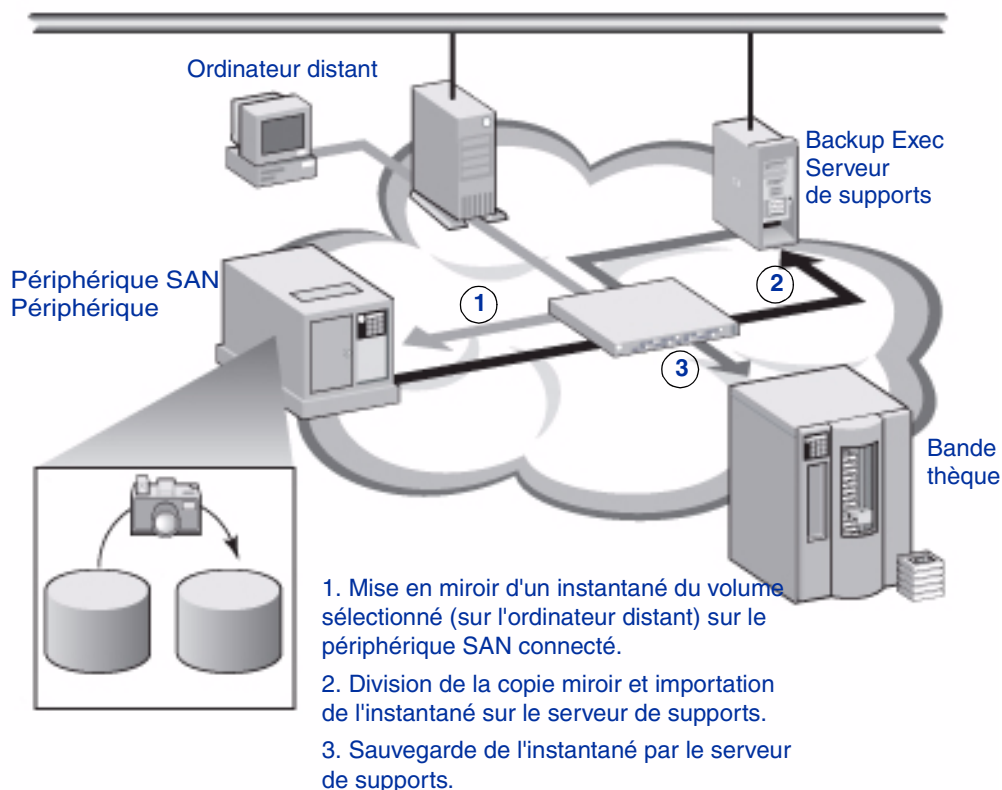 Ordinateur distant
Backup Exec
Serveur
de supports
Périphérique SAN
Périphérique
1
2
3
Bande
thèque
1. Mise en miroir d'un instantané du volume
sélectionné (sur l'ordinateur distant) sur le
périphérique SAN connecté.
2. Division de la copie miroir et importation
de l'instantané sur le serveur de supports.
3. Sauvegarde de l'instantané par le serveur
de supports.